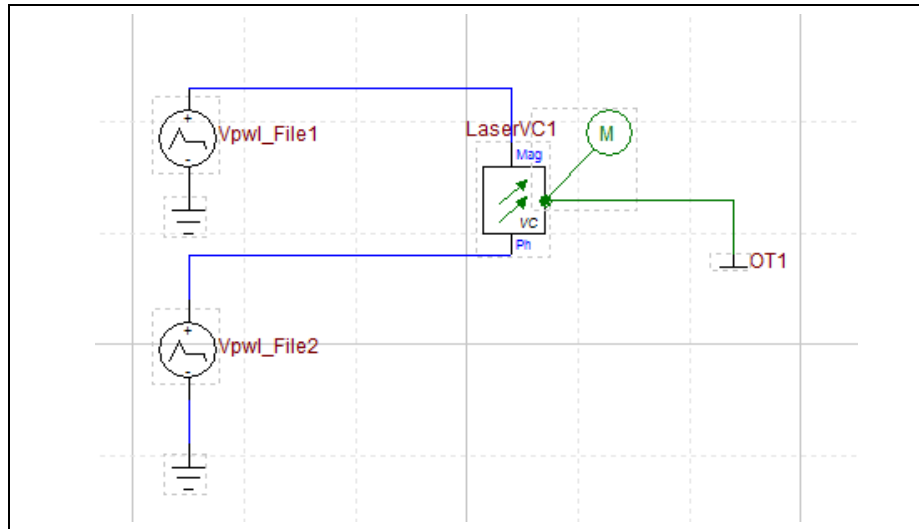 Vpwl_File1
LaserVC1
M
Mag
VC
Ph
OT1
Vpwl_File2